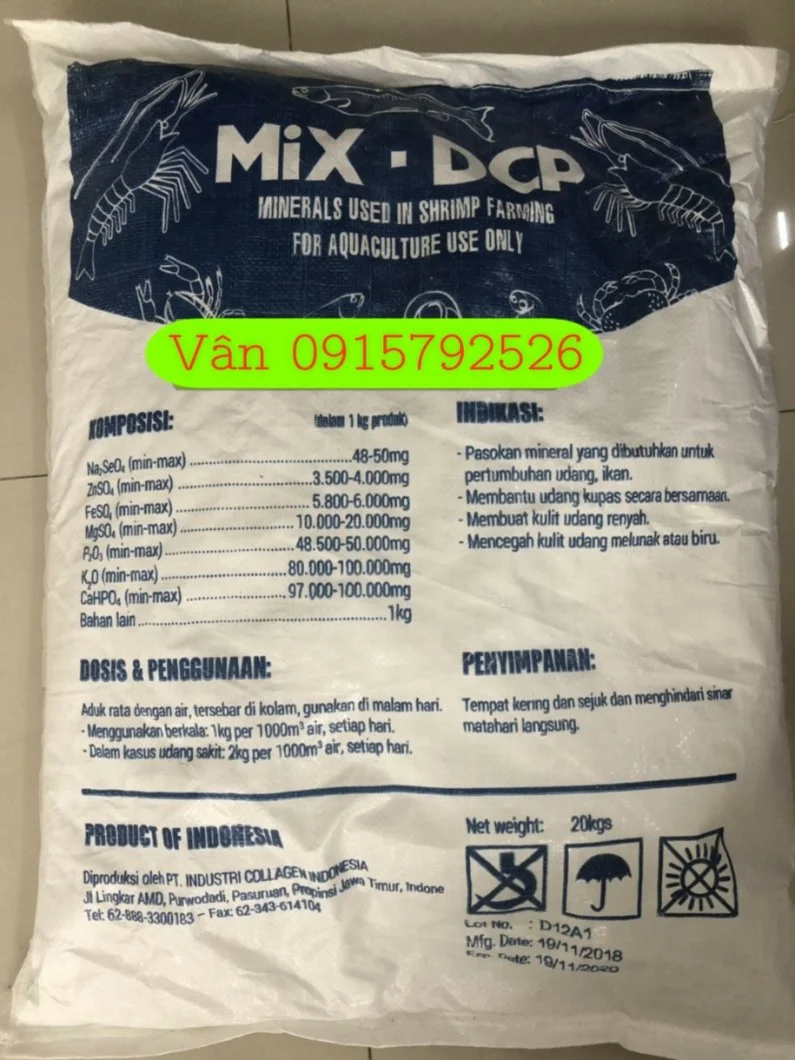 MiX · DCP
MINERALS USED IN SHRIMP FARMING
FOR AQUACULTURE USE ONLY
Vân 0915792526
KOMPOSISI: (dalam 1 kg produk)
Na₂SeO₄ (min-max) ........................ 48-50mg
ZnSO₄ (min-max) ........................ 3.500-4.000mg
FeSO₄ (min-max) ........................ 5.800-6.000mg
MgSO₄ (min-max) ........................ 10.000-20.000mg
P₂O₅ (min-max) ........................ 48.500-50.000mg
K₂O (min-max) ........................ 80.000-100.000mg
CaHPO₄ (min-max) ........................ 97.000-100.000mg
Bahan lain ........................ 1kg
INDIKASI:
- Pasokan mineral yang dibutuhkan untuk
pertumbuhan udang, ikan.
- Membantu udang kupas secara bersamaan.
- Membuat kulit udang renyah.
- Mencegah kulit udang melunak atau biru.
DOSIS & PENGGUNAAN:
Aduk rata dengan air, tersebar di kolam, gunakan di malam hari.
- Menggunakan berkala: 1kg per 1000m³ air, setiap hari.
- Dalam kasus udang sakit: 2kg per 1000m³ air, setiap hari.
PENYIMPANAN:
Tempat kering dan sejuk dan menghindari sinar
matahari langsung.
PRODUCT OF INDONESIA
Diproduksi oleh PT. INDUSTRI COLLAGEN INDONESIA
Jl Lingkar AMD, Purwodadi, Pasuruan, Propinsi Jawa Timur, Indone
Tel: 62-888-3300183 - Fax: 62-343-614104
Net weight: 20kgs
Lot No. : D12A1
Mfg. Date: 19/11/2018
Exp. Date: 19/11/2020